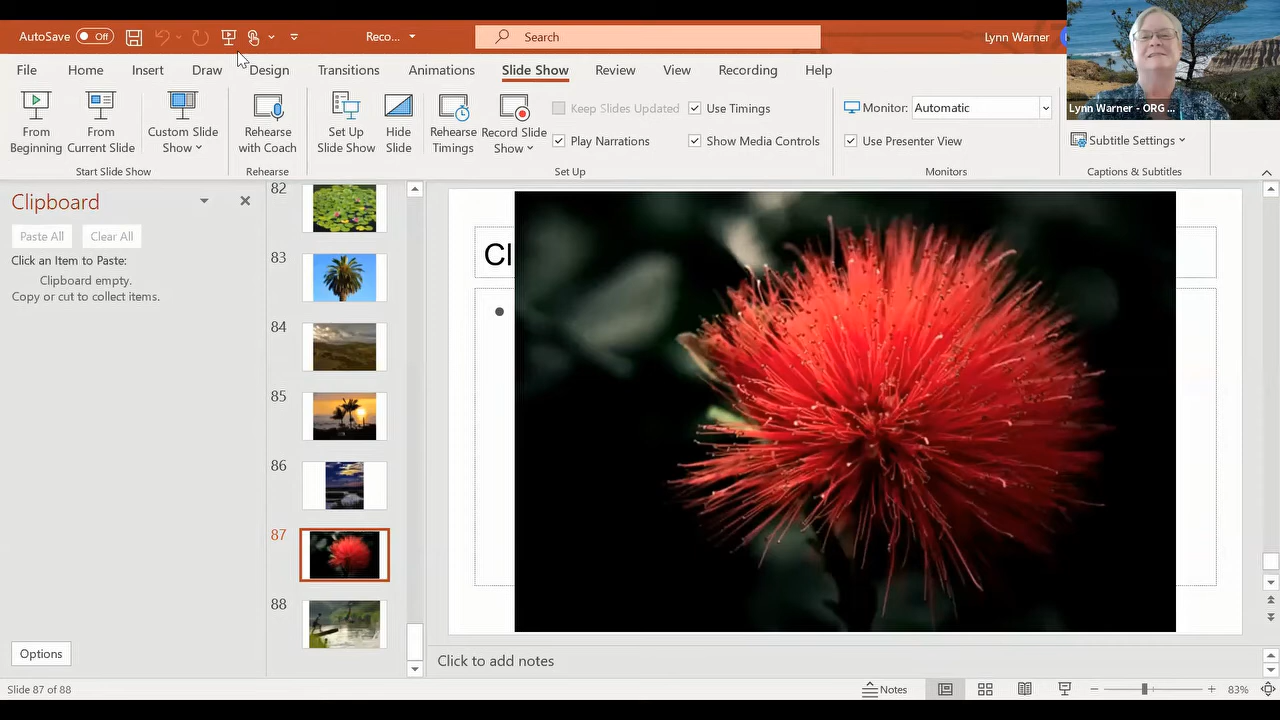 AutoSave Off
Reco...
Search
Lynn Warner
File Home Insert Draw Design Transitions Animations Slide Show Review View Recording Help
From Beginning
From Current Slide
Custom Slide Show
Start Slide Show
Rehearse with Coach
Rehearse
Set Up Slide Show
Hide Slide
Rehearse Timings
Record Slide Show
Keep Slides Updated
Play Narrations
Use Timings
Show Media Controls
Set Up
Monitor: Automatic
Use Presenter View
Monitors
Lynn Warner - ORG ...
Subtitle Settings
Captions & Subtitles
Clipboard
Paste All
Clear All
Click an Item to Paste:
Clipboard empty.
Copy or cut to collect items.
Options
82
83
84
85
86
87
88
Cl
Click to add notes
Slide 87 of 88
Notes
83%